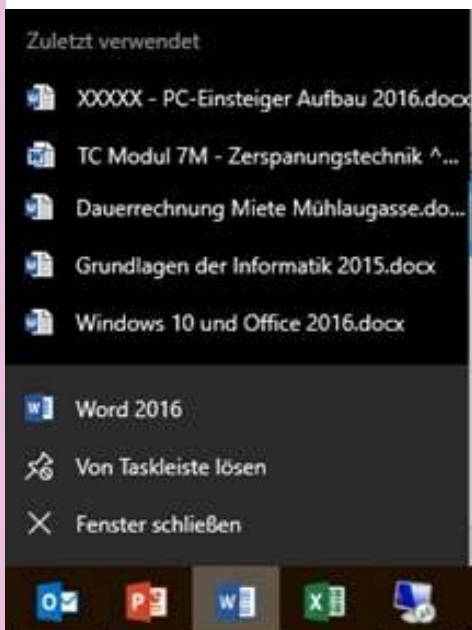 Zuletzt verwendet
XXXXX - PC-Einsteiger Aufbau 2016.docx
TC Modul 7M - Zerspanungstechnik ^...
Dauerrechnung Miete Mühlaugasse.do...
Grundlagen der Informatik 2015.docx
Windows 10 und Office 2016.docx
Word 2016
Von Taskleiste lösen
Fenster schließen